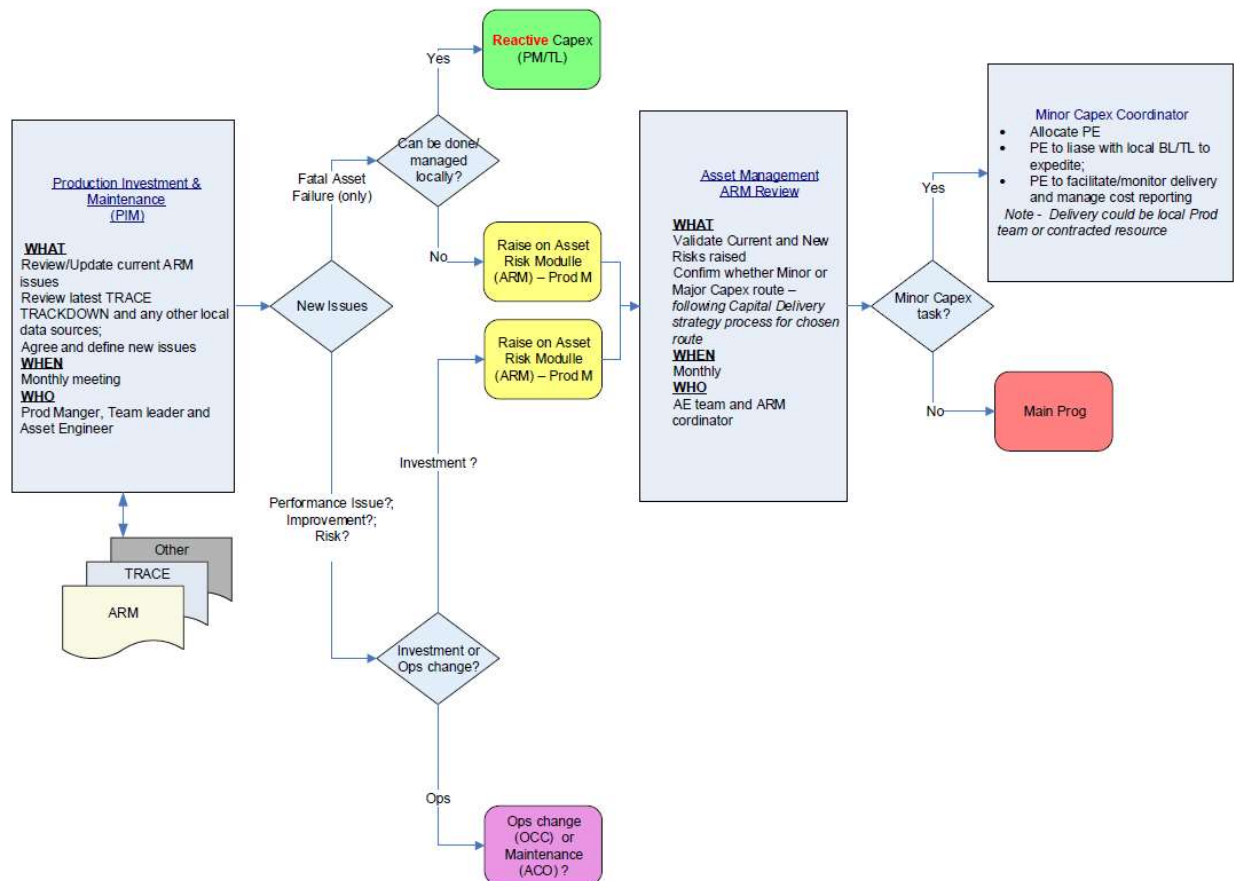 Production Investment &
Maintenance
(PIM)
WHAT
Review/Update current ARM
issues
Review latest TRACE
TRACKDOWN and any other local
data sources;
Agree and define new issues
WHEN
Monthly meeting
WHO
Prod Manger, Team leader and
Asset Engineer
Other
TRACE
ARM
New Issues
Fatal Asset
Failure (only)
Performance Issue?;
Improvement?;
Risk?
Can be done/
managed
locally?
Yes
No
Reactive Capex
(PM/TL)
Raise on Asset
Risk Modulle
(ARM) – Prod M
Raise on Asset
Risk Modulle
(ARM) – Prod M
Investment ?
Investment or
Ops change?
Ops
Ops change
(OCC) or
Maintenance
(ACO) ?
Asset Management
ARM Review
WHAT
Validate Current and New
Risks raised
Confirm whether Minor or
Major Capex route –
following Capital Delivery
strategy process for chosen
route
WHEN
Monthly
WHO
AE team and ARM
cordinator
Minor Capex
task?
Yes
No
Minor Capex Coordinator
• Allocate PE
• PE to liase with local BL/TL to
expedite;
• PE to facilitate/monitor delivery
and manage cost reporting
Note - Delivery could be local Prod
team or contracted resource
Main Prog